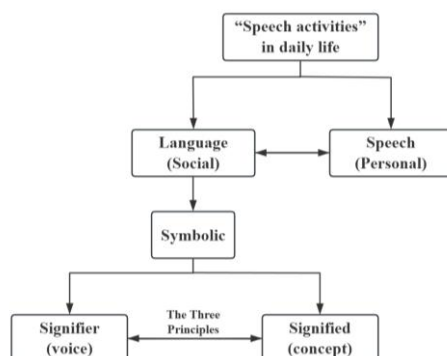 “Speech activities”
in daily life
Language
(Social)
Speech
(Personal)
Symbolic
The Three
Principles
Signifier
(voice)
Signified
(concept)